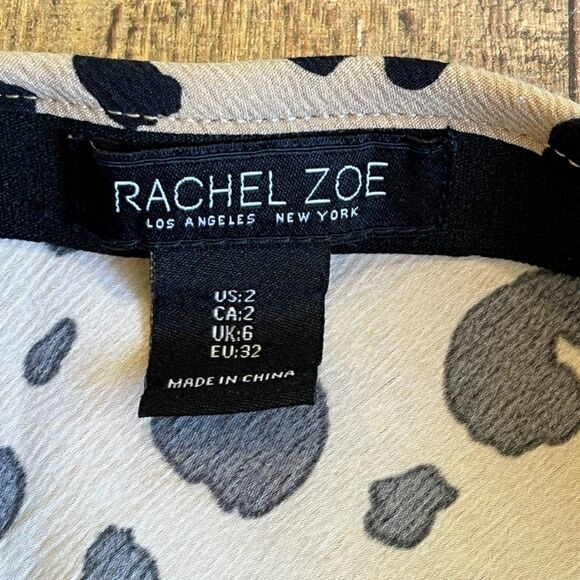 RACHEL ZOE
LOS ANGELES NEW YORK
US:2
CA:2
UK:6
EU:32
MADE IN CHINA